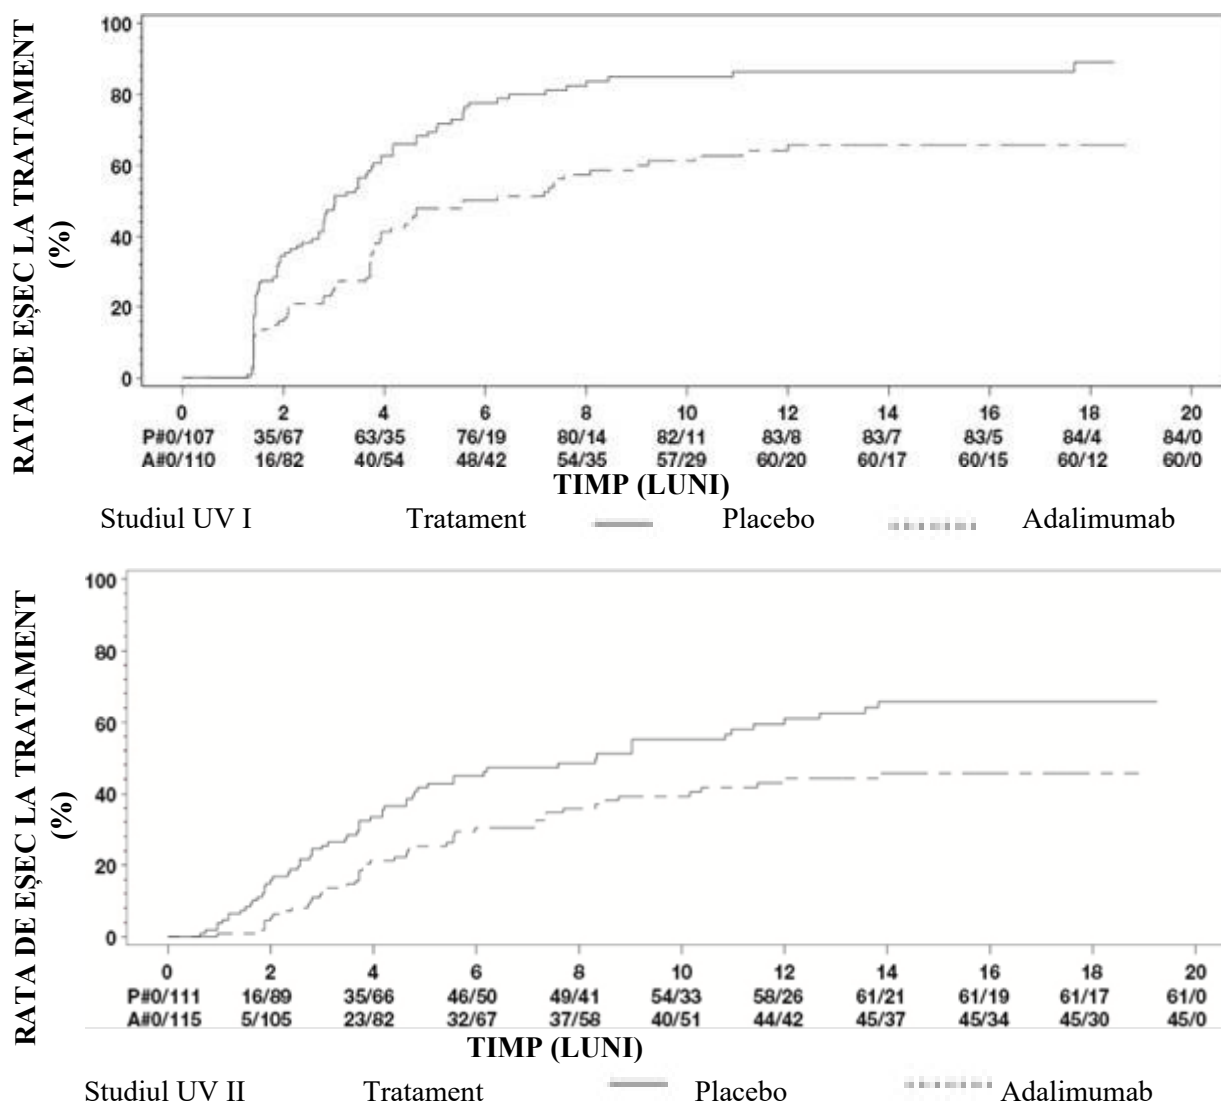 RATA DE EȘEC LA TRATAMENT
(%)
100
80
60
40
20
0
0 2 4 6 8 10 12 14 16 18 20
P#0/107 35/67 63/35 76/19 80/14 82/11 83/8 83/7 83/5 84/4 84/0
A#0/110 16/82 40/54 48/42 54/35 57/29 60/20 60/17 60/15 60/12 60/0
TIMP (LUNI)
Studiul UV I Tratament Placebo Adalimumab
RATA DE EȘEC LA TRATAMENT
(%)
100
80
60
40
20
0
0 2 4 6 8 10 12 14 16 18 20
P#0/111 16/89 35/66 46/50 49/41 54/33 58/26 61/21 61/19 61/17 61/0
A#0/115 5/105 23/82 32/67 37/58 40/51 44/42 45/37 45/34 45/30 45/0
TIMP (LUNI)
Studiul UV II Tratament Placebo Adalimumab